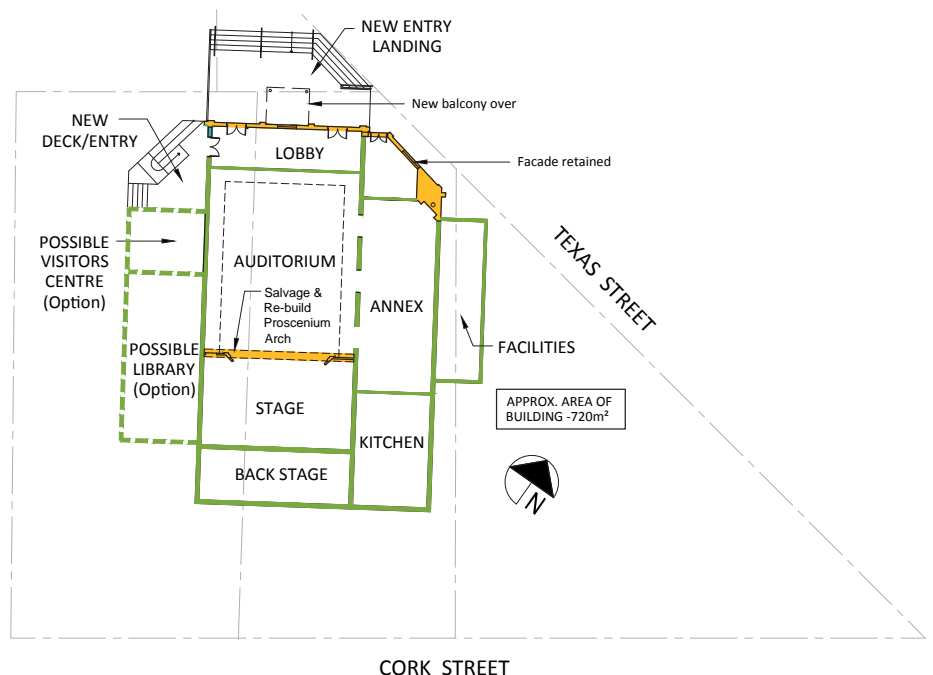 NEW ENTRY
LANDING
New balcony over
NEW
DECK/ENTRY
LOBBY
Facade retained
POSSIBLE
VISITORS
CENTRE
(Option)
AUDITORIUM
TEXAS STREET
Salvage &
Re-build
Proscenium
Arch
ANNEX
FACILITIES
POSSIBLE
LIBRARY
(Option)
STAGE
APPROX. AREA OF
BUILDING -720m²
KITCHEN
BACK STAGE
N
CORK STREET